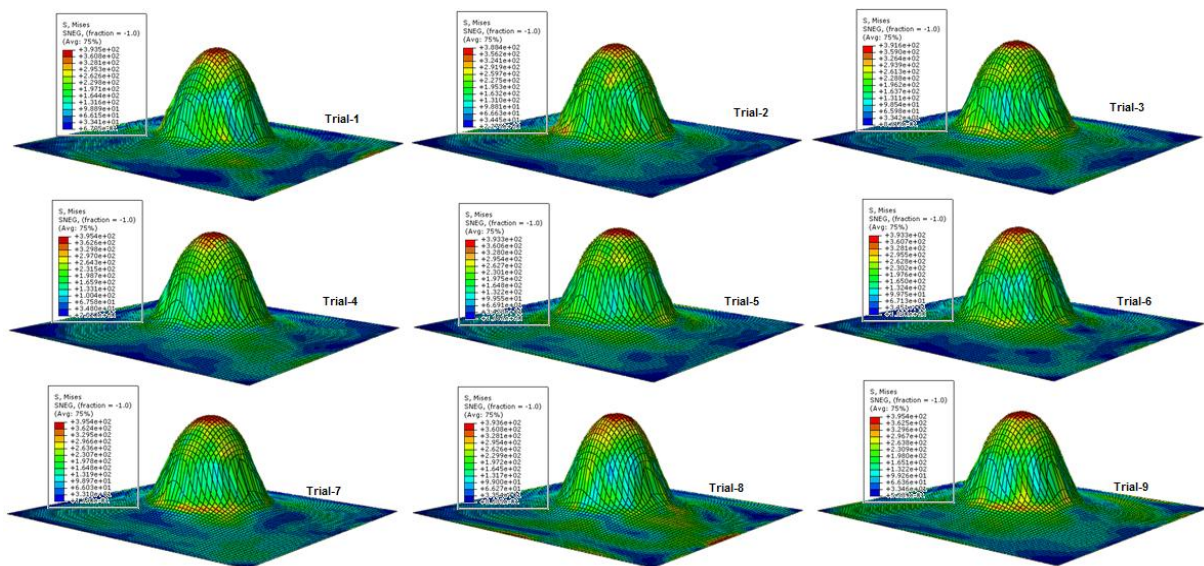 S, Mises
SNEG, (fraction = -1.0)
(Avg: 75%)
+3.935e+02
+3.608e+02
+3.281e+02
+2.953e+02
+2.626e+02
+2.298e+02
+1.971e+02
+1.644e+02
+1.316e+02
+9.889e+01
+6.615e+01
+3.341e+01
Trial-1
S, Mises
SNEG, (fraction = -1.0)
(Avg: 75%)
+3.884e+02
+3.562e+02
+3.241e+02
+2.919e+02
+2.597e+02
+2.275e+02
+1.953e+02
+1.632e+02
+1.310e+02
+9.881e+01
+6.663e+01
+3.445e+01
Trial-2
S, Mises
SNEG, (fraction = -1.0)
(Avg: 75%)
+3.916e+02
+3.590e+02
+3.264e+02
+2.939e+02
+2.613e+02
+2.288e+02
+1.962e+02
+1.637e+02
+1.311e+02
+9.854e+01
+6.598e+01
+3.342e+01
Trial-3
S, Mises
SNEG, (fraction = -1.0)
(Avg: 75%)
+3.954e+02
+3.626e+02
+3.298e+02
+2.970e+02
+2.643e+02
+2.315e+02
+1.987e+02
+1.659e+02
+1.331e+02
+1.004e+02
+6.758e+01
+3.480e+01
Trial-4
S, Mises
SNEG, (fraction = -1.0)
(Avg: 75%)
+3.933e+02
+3.606e+02
+3.280e+02
+2.954e+02
+2.627e+02
+2.301e+02
+1.975e+02
+1.648e+02
+1.322e+02
+9.955e+01
+6.691e+01
Trial-5
S, Mises
SNEG, (fraction = -1.0)
(Avg: 75%)
+3.933e+02
+3.607e+02
+3.281e+02
+2.955e+02
+2.628e+02
+2.302e+02
+1.976e+02
+1.650e+02
+1.324e+02
+9.975e+01
+6.713e+01
+3.451e+01
Trial-6
S, Mises
SNEG, (fraction = -1.0)
(Avg: 75%)
+3.954e+02
+3.624e+02
+3.295e+02
+2.966e+02
+2.636e+02
+2.307e+02
+1.978e+02
+1.648e+02
+1.319e+02
+9.897e+01
+6.603e+01
+3.310e+01
Trial-7
S, Mises
SNEG, (fraction = -1.0)
(Avg: 75%)
+3.936e+02
+3.608e+02
+3.281e+02
+2.954e+02
+2.626e+02
+2.299e+02
+1.972e+02
+1.645e+02
+1.317e+02
+9.900e+01
+6.627e+01
Trial-8
S, Mises
SNEG, (fraction = -1.0)
(Avg: 75%)
+3.954e+02
+3.625e+02
+3.296e+02
+2.967e+02
+2.638e+02
+2.309e+02
+1.980e+02
+1.651e+02
+1.322e+02
+9.926e+01
+6.636e+01
+3.346e+01
Trial-9